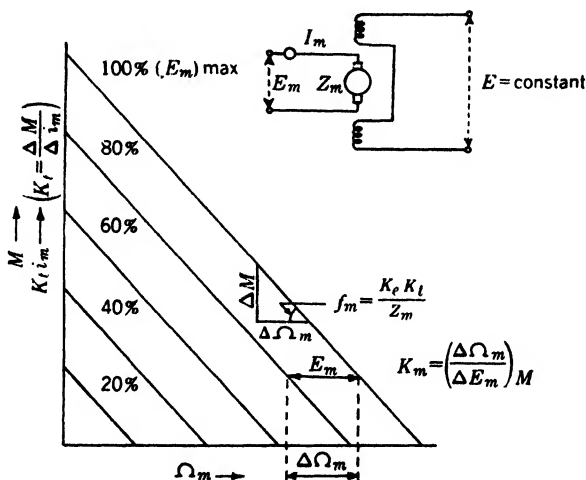 I_m
E_m
Z_m
E = constant
100% (E_m) max
80%
60%
40%
20%
M →
K_t i_m → (K_t = ΔM / Δi_m)
ΔM
ΔΩ_m
f_m = K_e K_t / Z_m
E_m
K_m = (ΔΩ_m / ΔE_m)_M
Ω_m →
ΔΩ_m